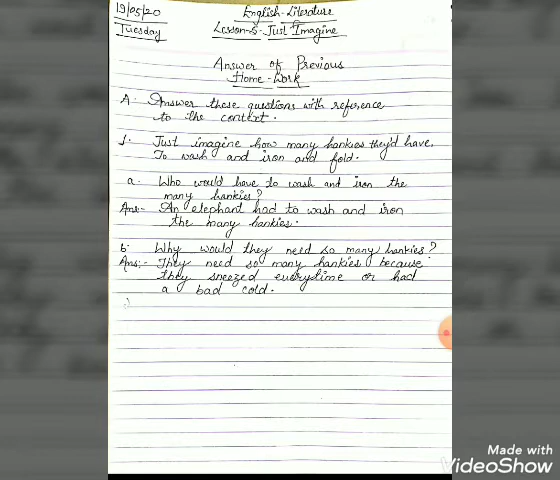 19/05/20
Tuesday
English-Literature
Lesson-5 Just Imagine
Answer of Previous
Home-Work
A. Answer these questions with reference
to the context.
1. Just imagine how many hankies they'd have,
To wash and iron and fold.
a. Who would have to wash and iron the
many hankies?
Ans:- An elephant had to wash and iron
the many hankies.
b. Why would they need so many hankies?
Ans:- They need so many hankies because
they sneezed everytime or had
a bad cold.
Made with
VideoShow